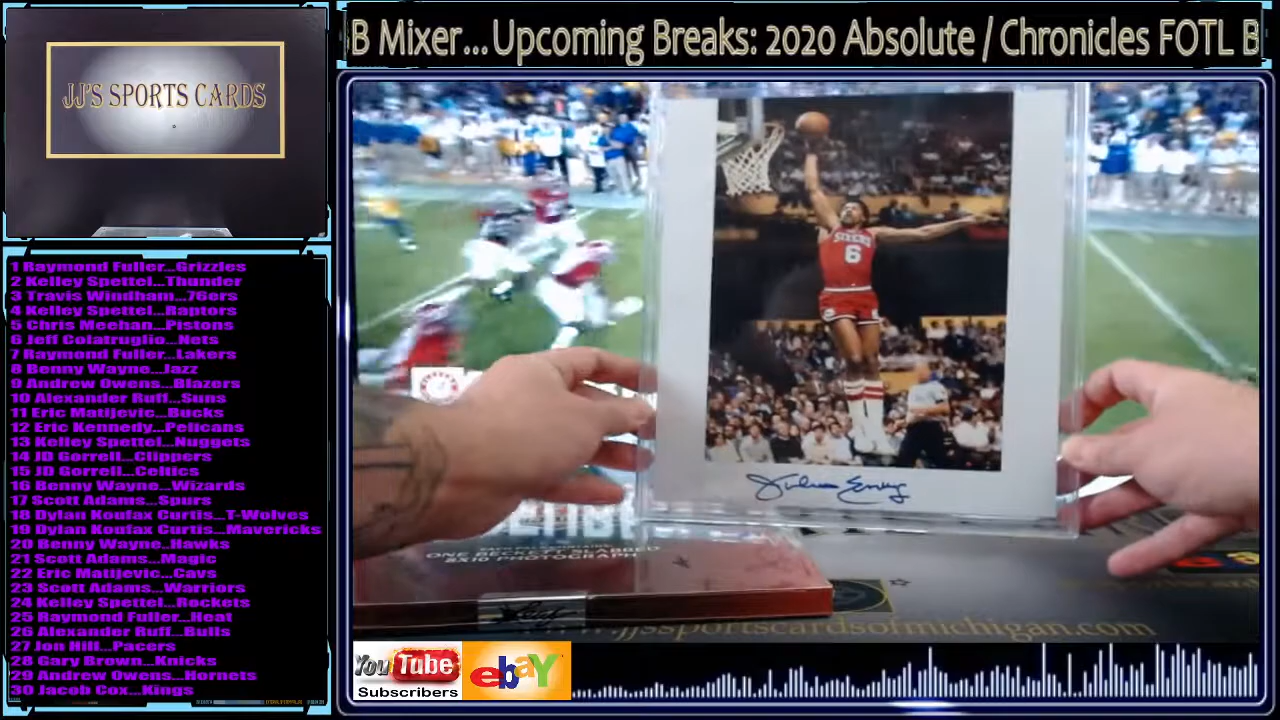 B Mixer...Upcoming Breaks: 2020 Absolute / Chronicles FOTL B
JJ'S SPORTS CARDS
1 Raymond Fuller...Grizzles
2 Kelley Spettel...Thunder
3 Travis Windham...76ers
4 Kelley Spettel...Raptors
5 Chris Meehan...Pistons
6 Jeff Colatruglio...Nets
7 Raymond Fuller...Lakers
8 Benny Wayne...Jazz
9 Andrew Owens...Blazers
10 Alexander Ruff...Suns
11 Eric Matijevic...Bucks
12 Eric Kennedy...Pelicans
13 Kelley Spettel...Nuggets
14 JD Gorrell...Clippers
15 JD Gorrell...Celtics
16 Benny Wayne...Wizards
17 Scott Adams...Spurs
18 Dylan Koufax Curtis...T-Wolves
19 Dylan Koufax Curtis...Mavericks
20 Benny Wayne..Hawks
21 Scott Adams...Magic
22 Eric Matijevic...Cavs
23 Scott Adams...Warriors
24 Kelley Spettel...Rockets
25 Raymond Fuller...Heat
26 Alexander Ruff...Bulls
27 Jon Hill...Pacers
28 Gary Brown...Knicks
29 Andrew Owens...Hornets
30 Jacob Cox...Kings
SIXERS
6
Julius Erving
ONE BECKETT SLABBED
8X10 PHOTOGRAPH
Leaf
www.jjssportscardsofmichigan.com
YouTube
Subscribers
ebay